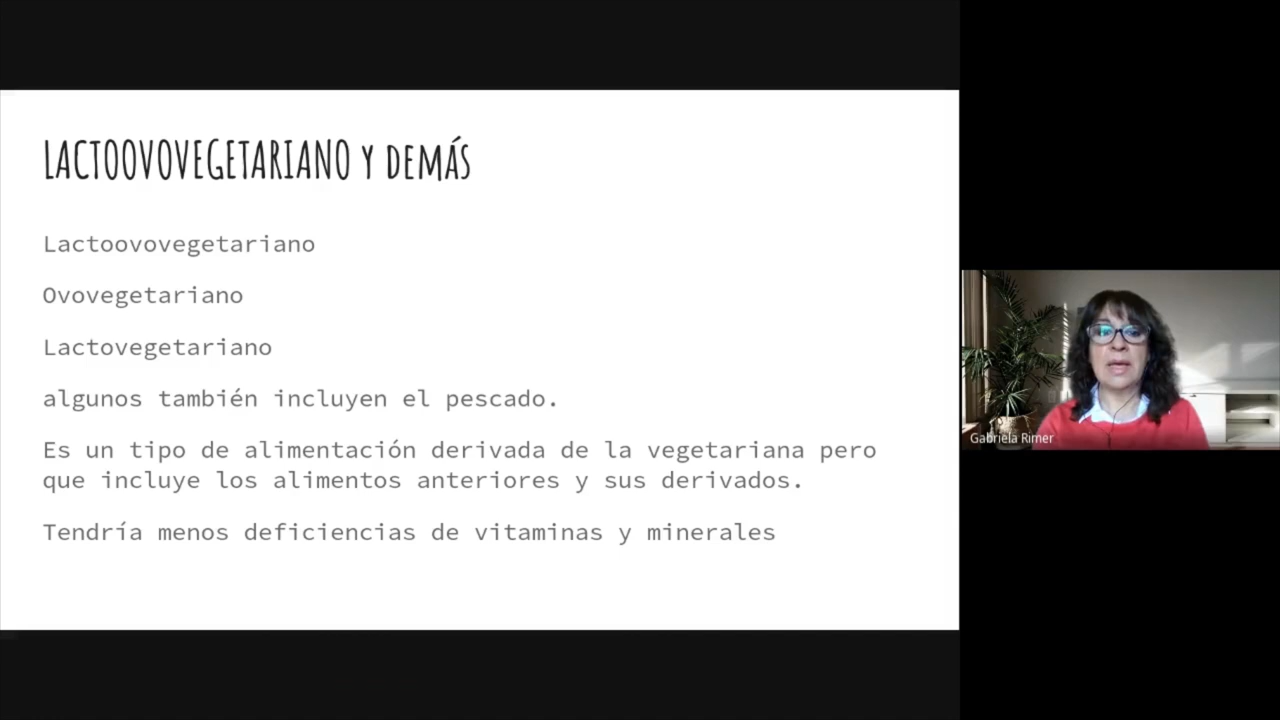 LACTOOVOVEGETARIANO Y DEMÁS
Lactoovovegetariano
Ovovegetariano
Lactovegetariano
algunos también incluyen el pescado.
Es un tipo de alimentación derivada de la vegetariana pero
que incluye los alimentos anteriores y sus derivados.
Tendría menos deficiencias de vitaminas y minerales
Gabriela Rimer